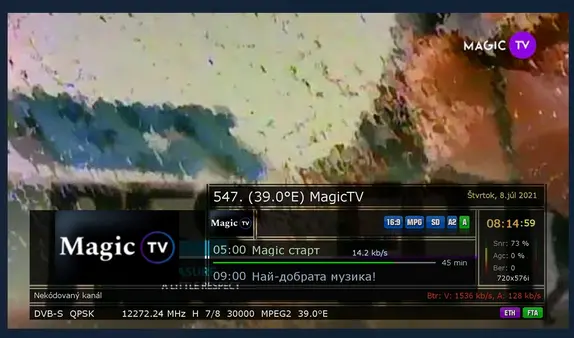 MAGIC TV
547. (39.0°E) MagicTV
Štvrtok, 8.júl 2021
Magic TV
16:9 MPG SD A2 A
08:14:59
Magic TV
05:00 Magic старт
14.2 kb/s
45 min
09:00 Най-добрата музика!
Snr: 73 %
Agc: 0 %
Ber: 0
720x576i
A LITTLE RESPECT
Nekódovaný kanál
Btr: V: 1536 kb/s, A: 128 kb/s
DVB-S QPSK 12272.24 MHz H 7/8 30000 MPEG2 39.0°E
ETH FTA